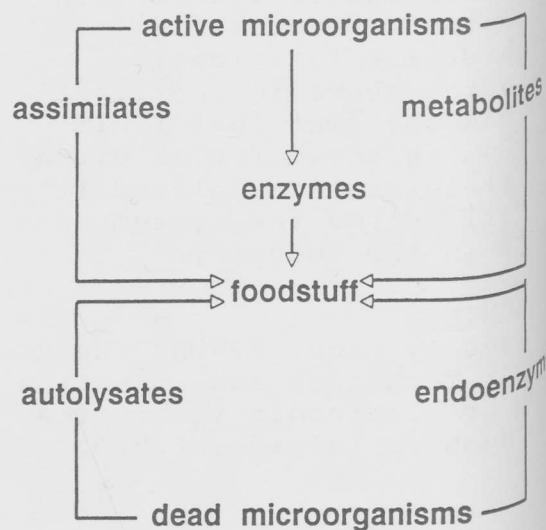 active microorganisms
assimilates metabolites
enzymes
foodstuff
autolysates endoenzym
dead microorganisms